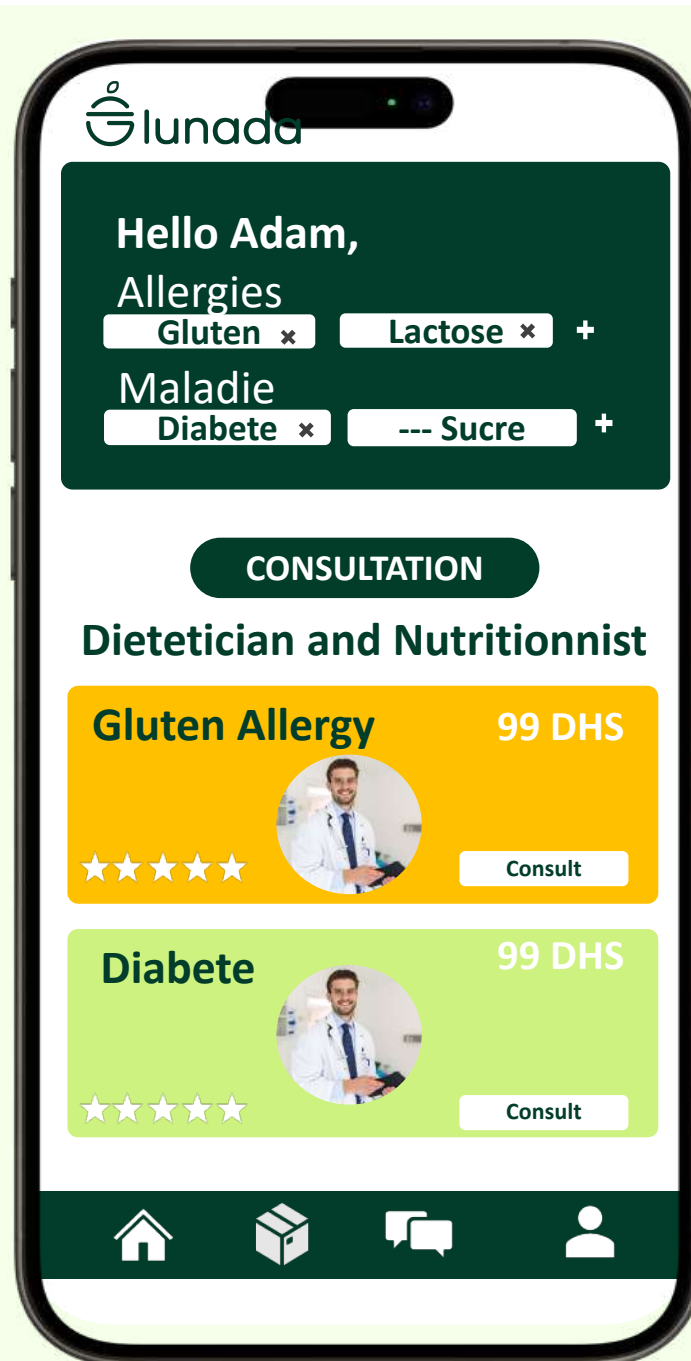 Glunada
Hello Adam,
Allergies
Gluten × Lactose × +
Maladie
Diabete × --- Sucre +
CONSULTATION
Dietetician and Nutritionnist
Gluten Allergy 99 DHS
Consult
Diabete 99 DHS
Consult